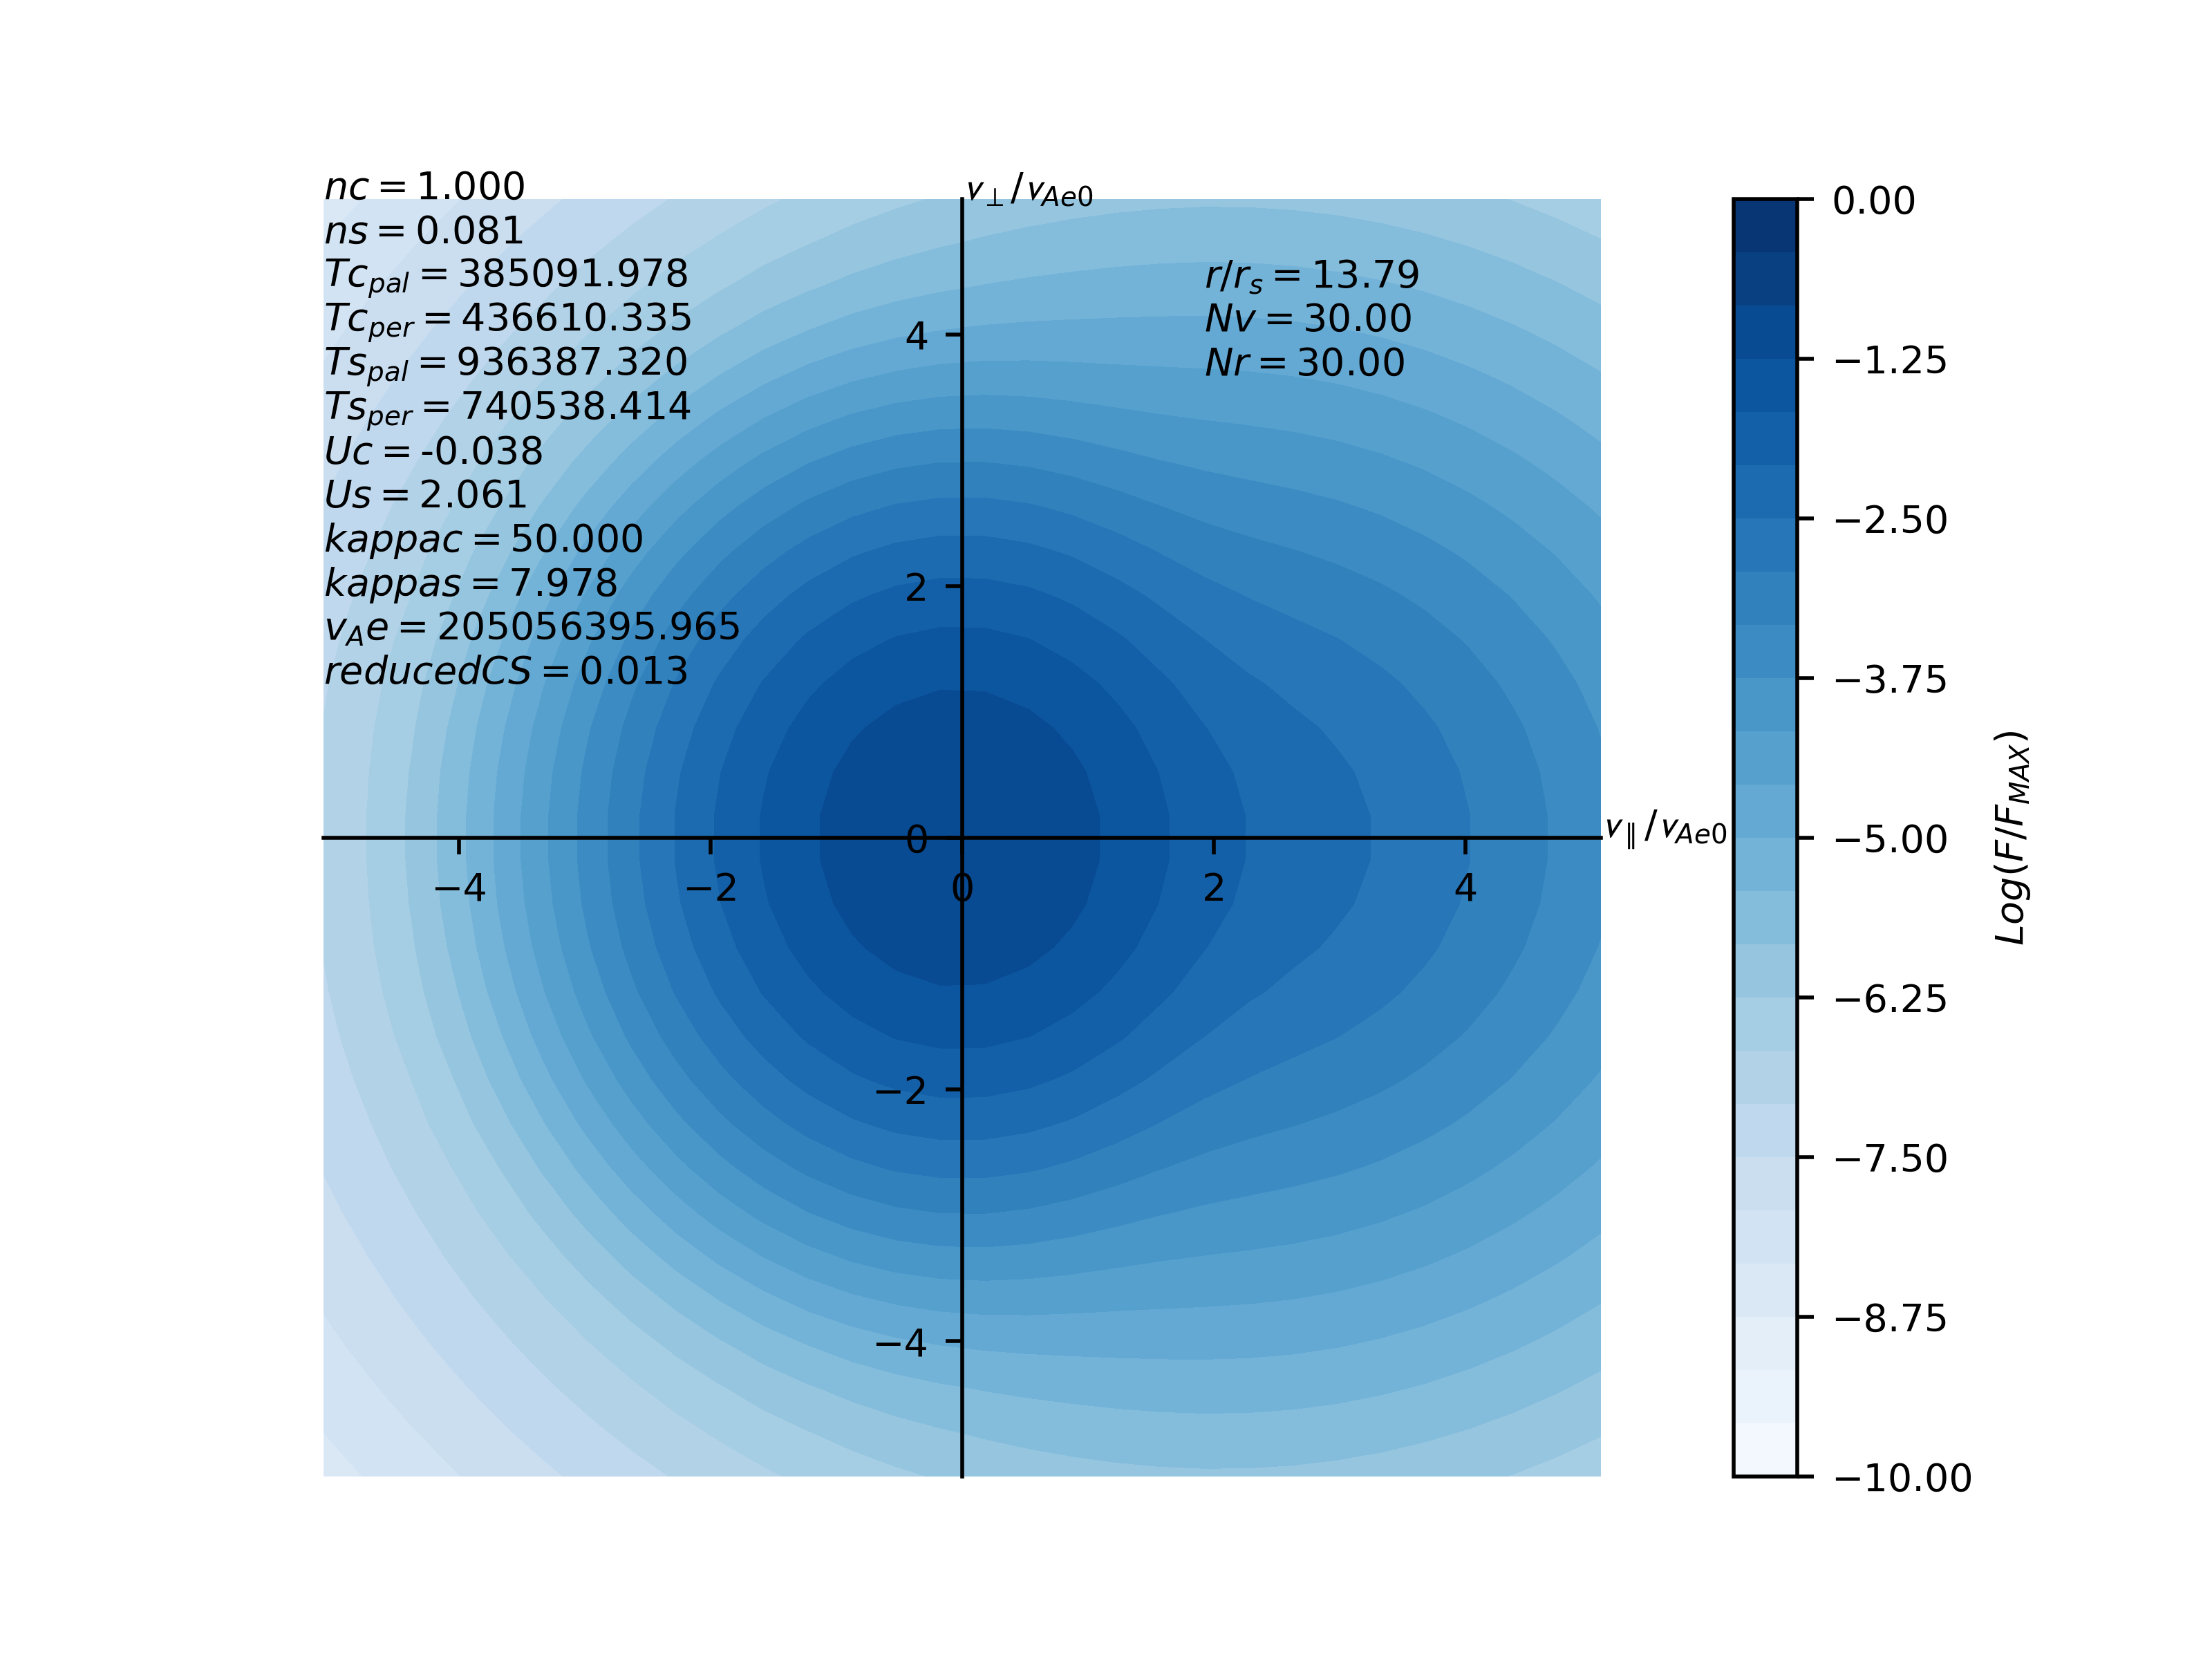 nc = 1.000
ns = 0.081
Tc_pal = 385091.978
Tc_per = 436610.335
Ts_pal = 936387.320
Ts_per = 740538.414
Uc = -0.038
Us = 2.061
kappac = 50.000
kappas = 7.978
v_A e = 205056395.965
reducedCS = 0.013
v_⊥/v_Ae0
r/r_s = 13.79
Nv = 30.00
Nr = 30.00
4
2
0
−2
−4
−4
−2
0
2
4
v_∥/v_Ae0
0.00
−1.25
−2.50
−3.75
−5.00
−6.25
−7.50
−8.75
−10.00
Log(F/F_MAX)